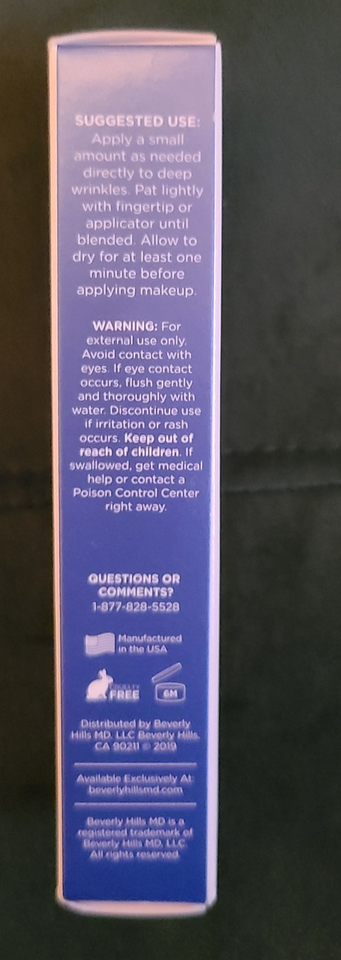 SUGGESTED USE:
Apply a small
amount as needed
directly to deep
wrinkles. Pat lightly
with fingertip or
applicator until
blended. Allow to
dry for at least one
minute before
applying makeup.
WARNING: For
external use only.
Avoid contact with
eyes. If eye contact
occurs, flush gently
and thoroughly with
water. Discontinue use
if irritation or rash
occurs. Keep out of
reach of children. If
swallowed, get medical
help or contact a
Poison Control Center
right away.
QUESTIONS OR
COMMENTS?
1-877-828-5528
Manufactured
in the USA
CRUELTY
FREE
6M
Distributed by Beverly
Hills MD, LLC Beverly Hills,
CA 90211 © 2019
Available Exclusively At:
beverlyhillsmd.com
Beverly Hills MD is a
registered trademark of
Beverly Hills MD, LLC
All rights reserved.